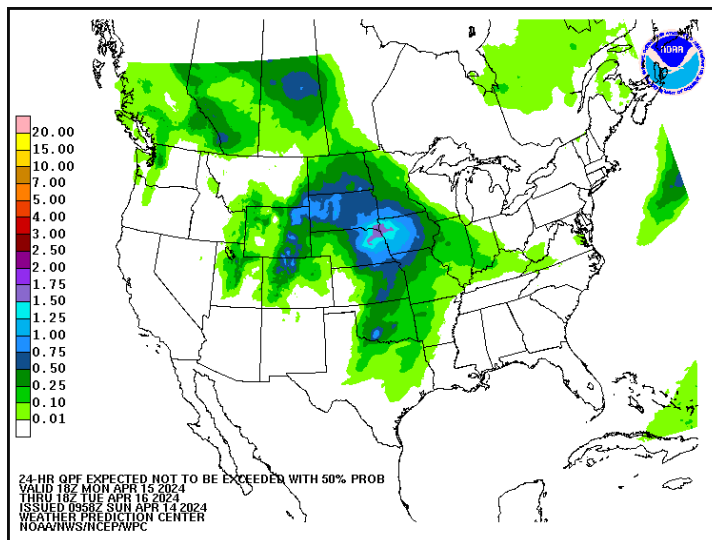 NOAA
20.00
15.00
10.00
7.00
5.00
4.00
3.00
2.50
2.00
1.75
1.50
1.25
1.00
0.75
0.50
0.25
0.10
0.01
24-HR QPF EXPECTED NOT TO BE EXCEEDED WITH 50% PROB
VALID 18Z MON APR 15 2024
THRU 18Z TUE APR 16 2024
ISSUED 0958Z SUN APR 14 2024
WEATHER PREDICTION CENTER
NOAA/NWS/NCEP/WPC